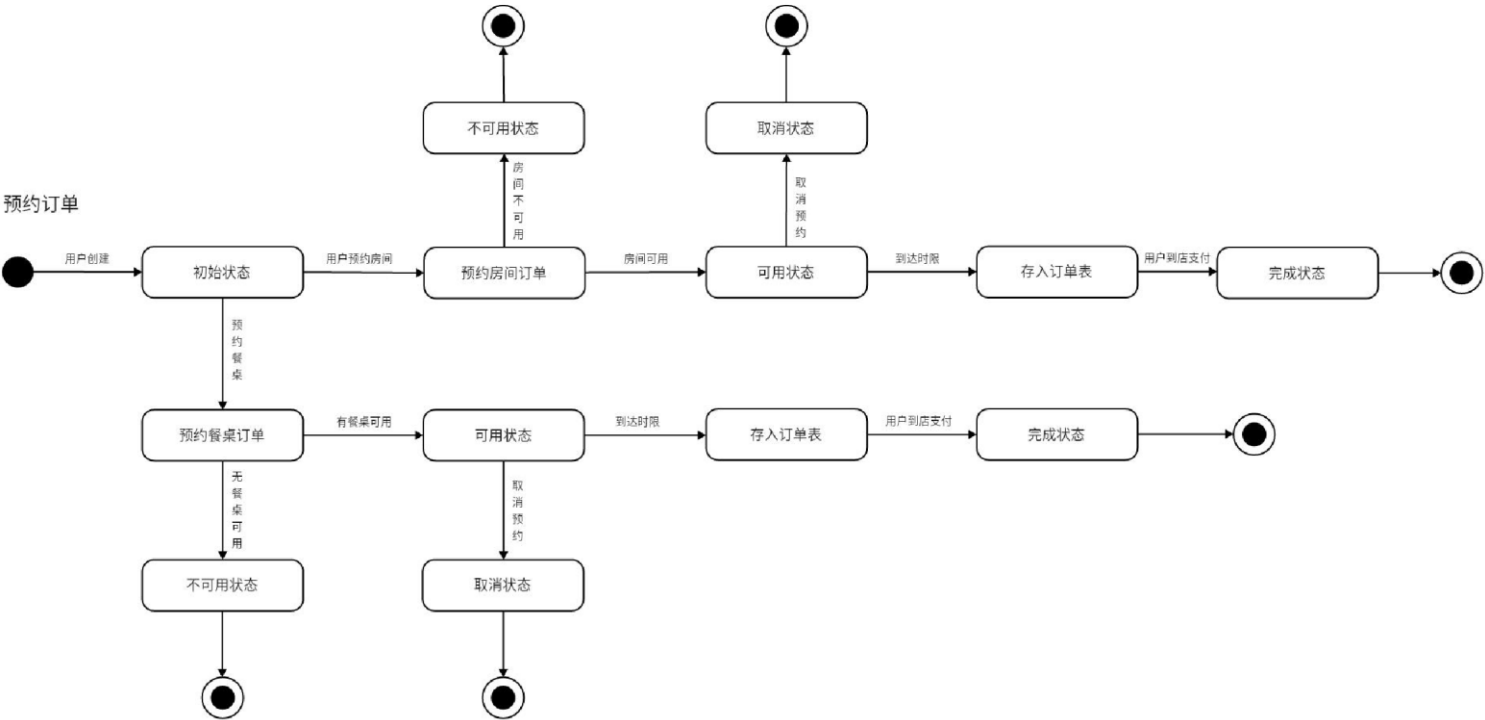 不可用状态
取消状态
房间不可用
取消预约
预约订单
用户创建
初始状态
用户预约房间
预约房间订单
房间可用
可用状态
到达时限
存入订单表
用户到店支付
完成状态
预约餐桌
预约餐桌订单
有餐桌可用
可用状态
到达时限
存入订单表
用户到店支付
完成状态
无餐桌可用
取消预约
不可用状态
取消状态